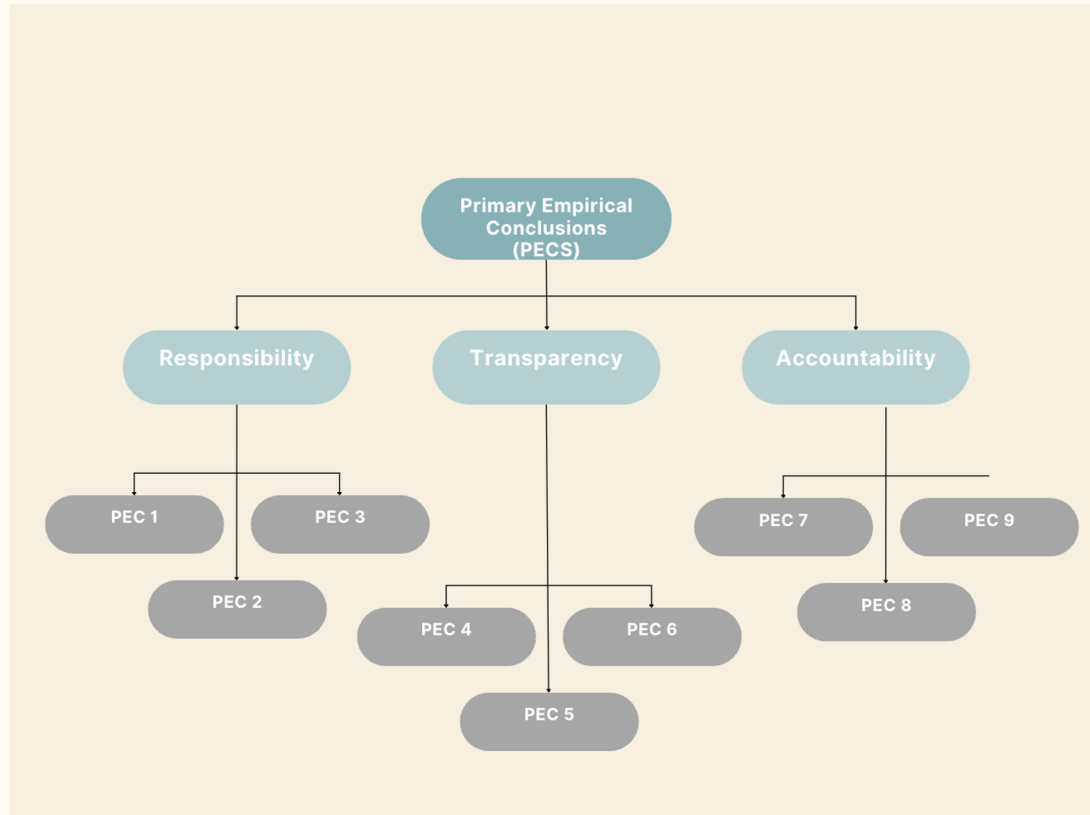 Primary Empirical
Conclusions
(PECS)
Responsibility
Transparency
Accountability
PEC 1
PEC 3
PEC 2
PEC 4
PEC 6
PEC 5
PEC 7
PEC 9
PEC 8